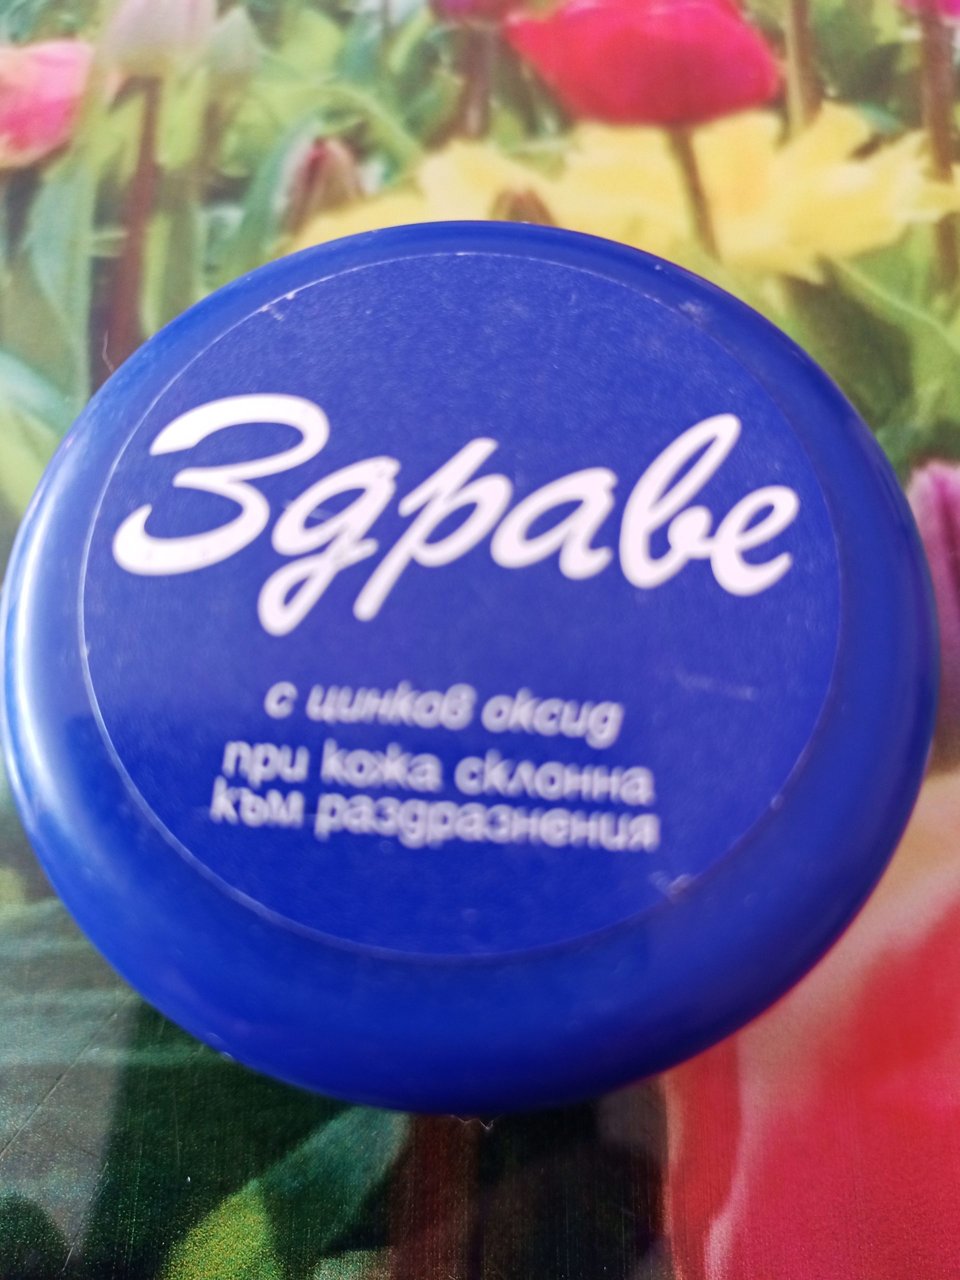 Здраве
с цинков оксид
при кожа склонна
към раздразнения